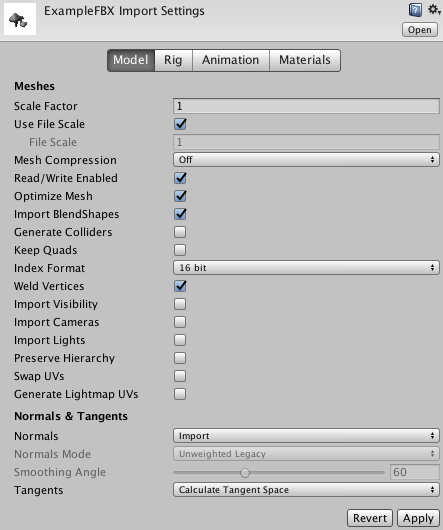 ExampleFBX Import Settings
Open
Model Rig Animation Materials
Meshes
Scale Factor 1
Use File Scale
File Scale 1
Mesh Compression Off
Read/Write Enabled
Optimize Mesh
Import BlendShapes
Generate Colliders
Keep Quads
Index Format 16 bit
Weld Vertices
Import Visibility
Import Cameras
Import Lights
Preserve Hierarchy
Swap UVs
Generate Lightmap UVs
Normals & Tangents
Normals Import
Normals Mode Unweighted Legacy
Smoothing Angle 60
Tangents Calculate Tangent Space
Revert Apply